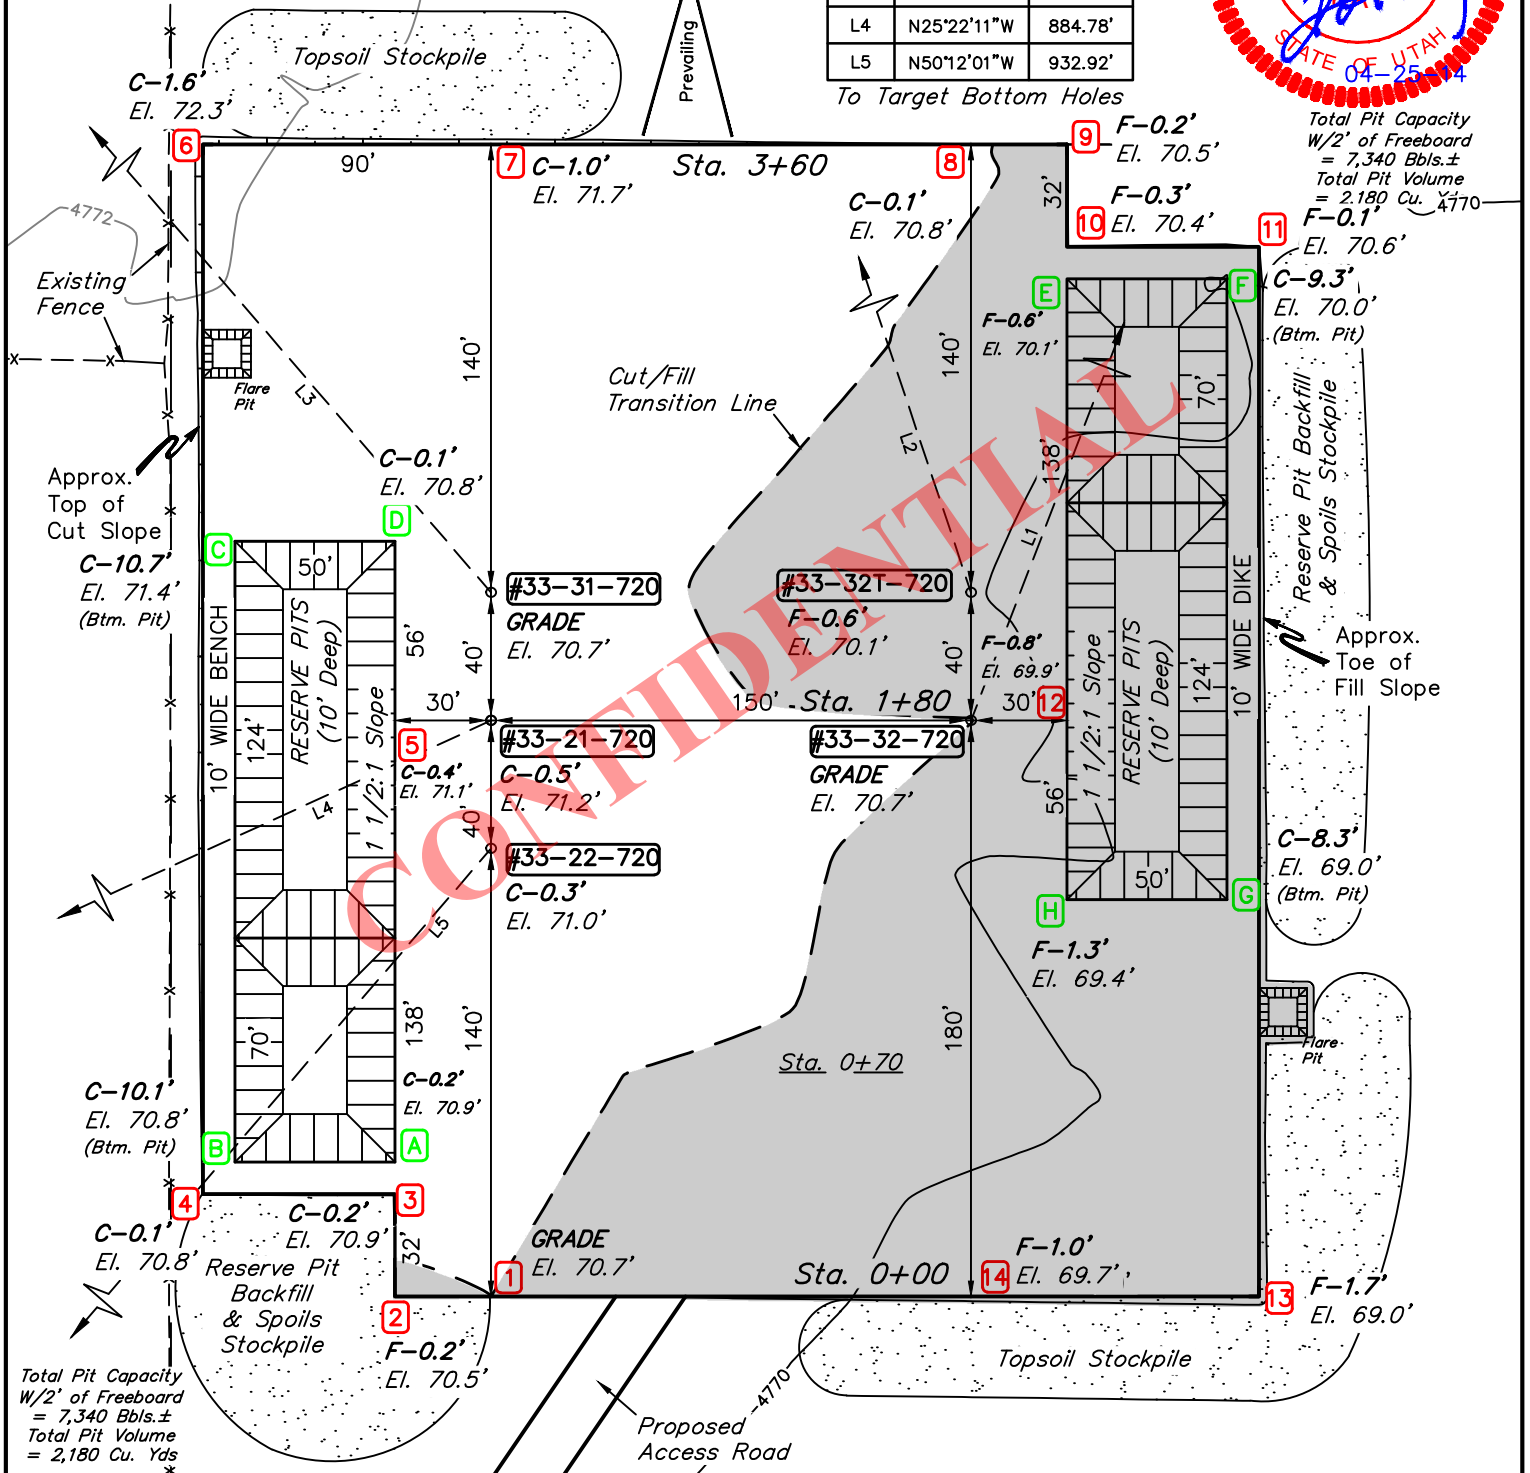 Topsoil Stockpile
C-1.6'
El. 72.3'
Prevailing
L4 N25°22'11"W 884.78'
L5 N50°12'01"W 932.92'
To Target Bottom Holes
STATE OF UTAH
04-25-14
Total Pit Capacity
W/2' of Freeboard
= 7,340 Bbls.±
Total Pit Volume
= 2,180 Cu.
4770
6
90'
7
C-1.0'
El. 71.7'
Sta. 3+60
8
9
F-0.2'
El. 70.5'
32'
10
F-0.3'
El. 70.4'
11
F-0.1'
El. 70.6'
C-0.1'
El. 70.8'
4772
Existing
Fence
Flare
Pit
L3
140'
Cut/Fill
Transition Line
140'
L2
E
F-0.6'
El. 70.1'
F
C-9.3'
El. 70.0'
(Btm. Pit)
70'
138'
L1
Reserve Pit Backfill
& Spoils Stockpile
Approx.
Top of
Cut Slope
C-0.1'
El. 70.8'
D
C
C-10.7'
El. 71.4'
(Btm. Pit)
50'
10' WIDE BENCH
124'
RESERVE PITS
(10' Deep)
1 1/2:1 Slope
56'
40'
#33-31-720
GRADE
El. 70.7'
#33-32T-720
F-0.6'
El. 70.1'
40'
F-0.8'
El. 69.9'
30'
150'
Sta. 1+80
30'
12
5
C-0.4'
El. 71.1'
#33-21-720
C-0.5'
El. 71.2'
#33-32-720
GRADE
El. 70.7'
56'
1 1/2:1 Slope
RESERVE PITS
(10' Deep)
124'
10' WIDE DIKE
Approx.
Toe of
Fill Slope
L4
40'
#33-22-720
C-0.3'
El. 71.0'
L5
CONFIDENTIAL
50'
H
G
C-8.3'
El. 69.0'
(Btm. Pit)
F-1.3'
El. 69.4'
Flare
Pit
70'
138'
140'
180'
Sta. 0+70
C-0.2'
El. 70.9'
C-10.1'
El. 70.8'
(Btm. Pit)
B
A
4
3
C-0.1'
El. 70.8'
C-0.2'
El. 70.9'
32'
GRADE
El. 70.7'
1
Sta. 0+00
14
F-1.0'
El. 69.7'
13
F-1.7'
El. 69.0'
Reserve Pit
Backfill
& Spoils
Stockpile
2
F-0.2'
El. 70.5'
Topsoil Stockpile
4770
Total Pit Capacity
W/2' of Freeboard
= 7,340 Bbls.±
Total Pit Volume
= 2,180 Cu. Yds
Proposed
Access Road